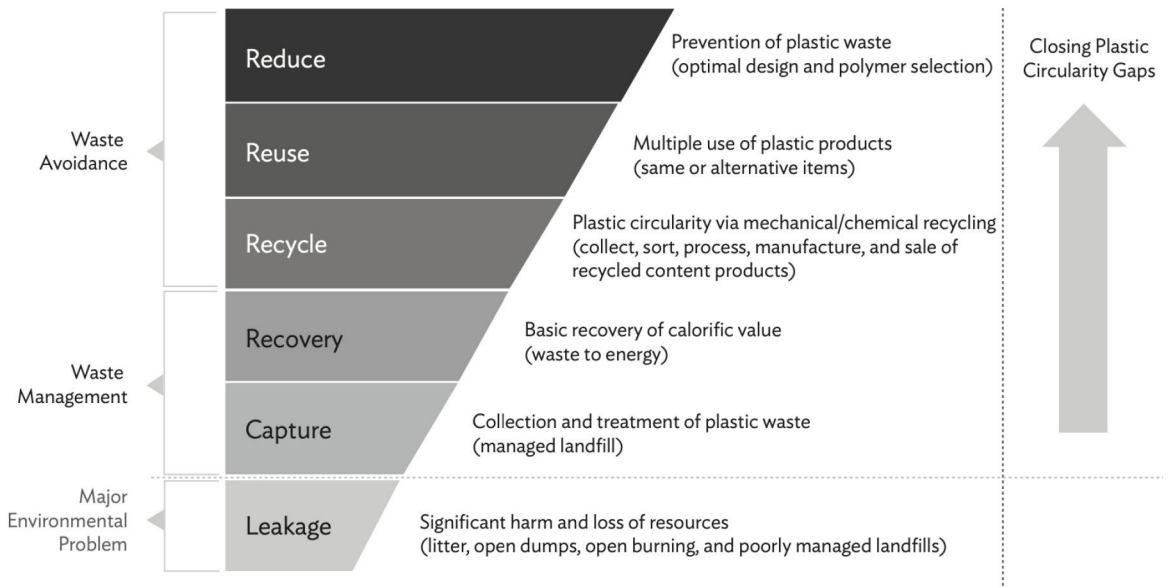 Reduce
Prevention of plastic waste
(optimal design and polymer selection)
Closing Plastic
Circularity Gaps
Waste
Avoidance
Reuse
Multiple use of plastic products
(same or alternative items)
Recycle
Plastic circularity via mechanical/chemical recycling
(collect, sort, process, manufacture, and sale of
recycled content products)
Waste
Management
Recovery
Basic recovery of calorific value
(waste to energy)
Capture
Collection and treatment of plastic waste
(managed landfill)
Major
Environmental
Problem
Leakage
Significant harm and loss of resources
(litter, open dumps, open burning, and poorly managed landfills)